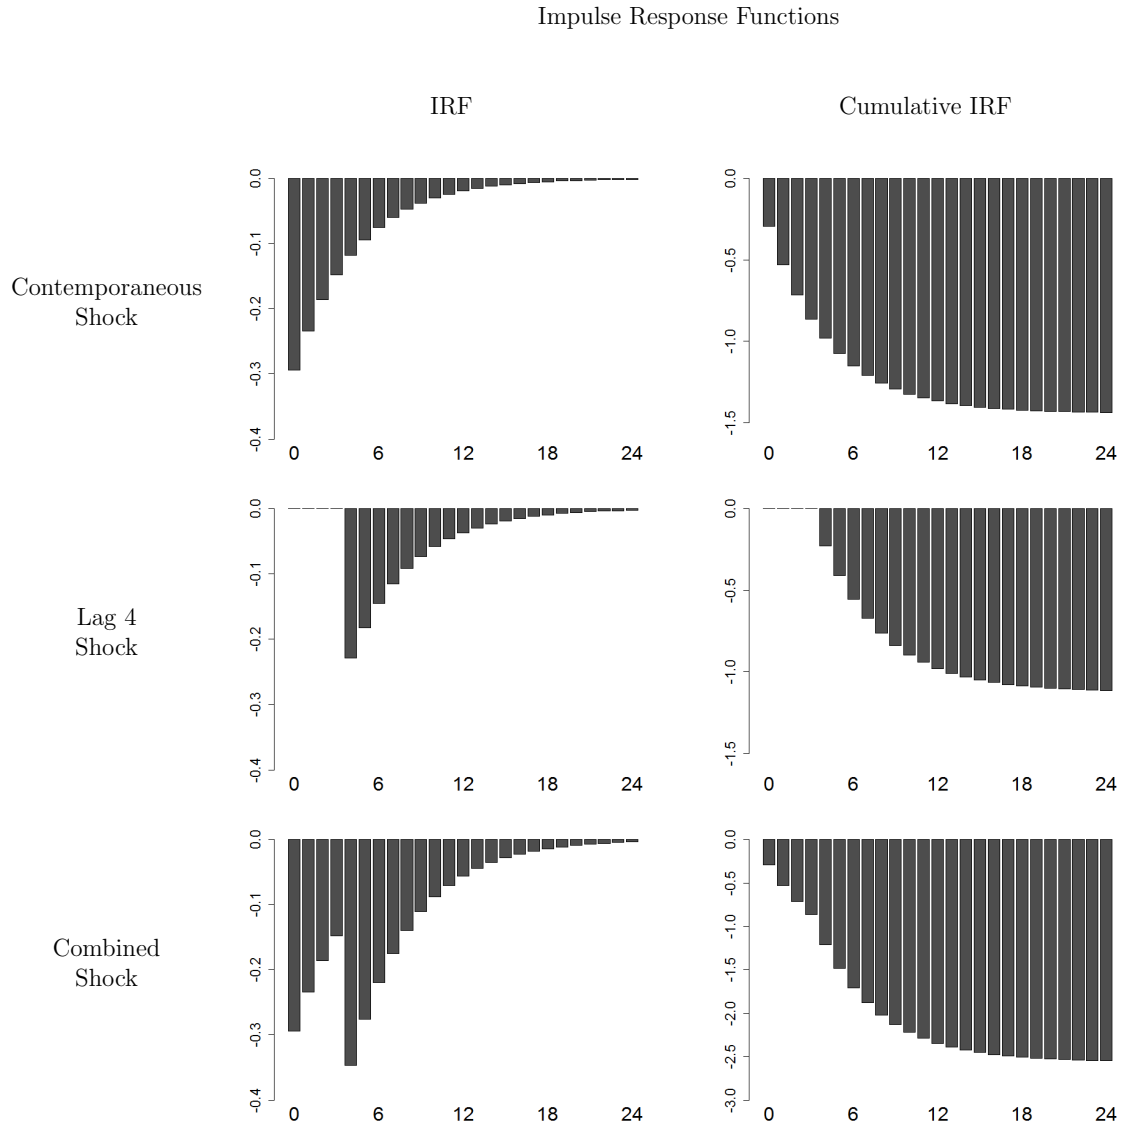 Impulse Response Functions
IRF
Cumulative IRF
Contemporaneous
Shock
0.0
-0.1
-0.2
-0.3
-0.4
0 6 12 18 24
0.0
-0.5
-1.0
-1.5
0 6 12 18 24
Lag 4
Shock
0.0
-0.1
-0.2
-0.3
-0.4
0 6 12 18 24
0.0
-0.5
-1.0
-1.5
0 6 12 18 24
Combined
Shock
0.0
-0.1
-0.2
-0.3
-0.4
0 6 12 18 24
0.0
-0.5
-1.0
-1.5
-2.0
-2.5
-3.0
0 6 12 18 24